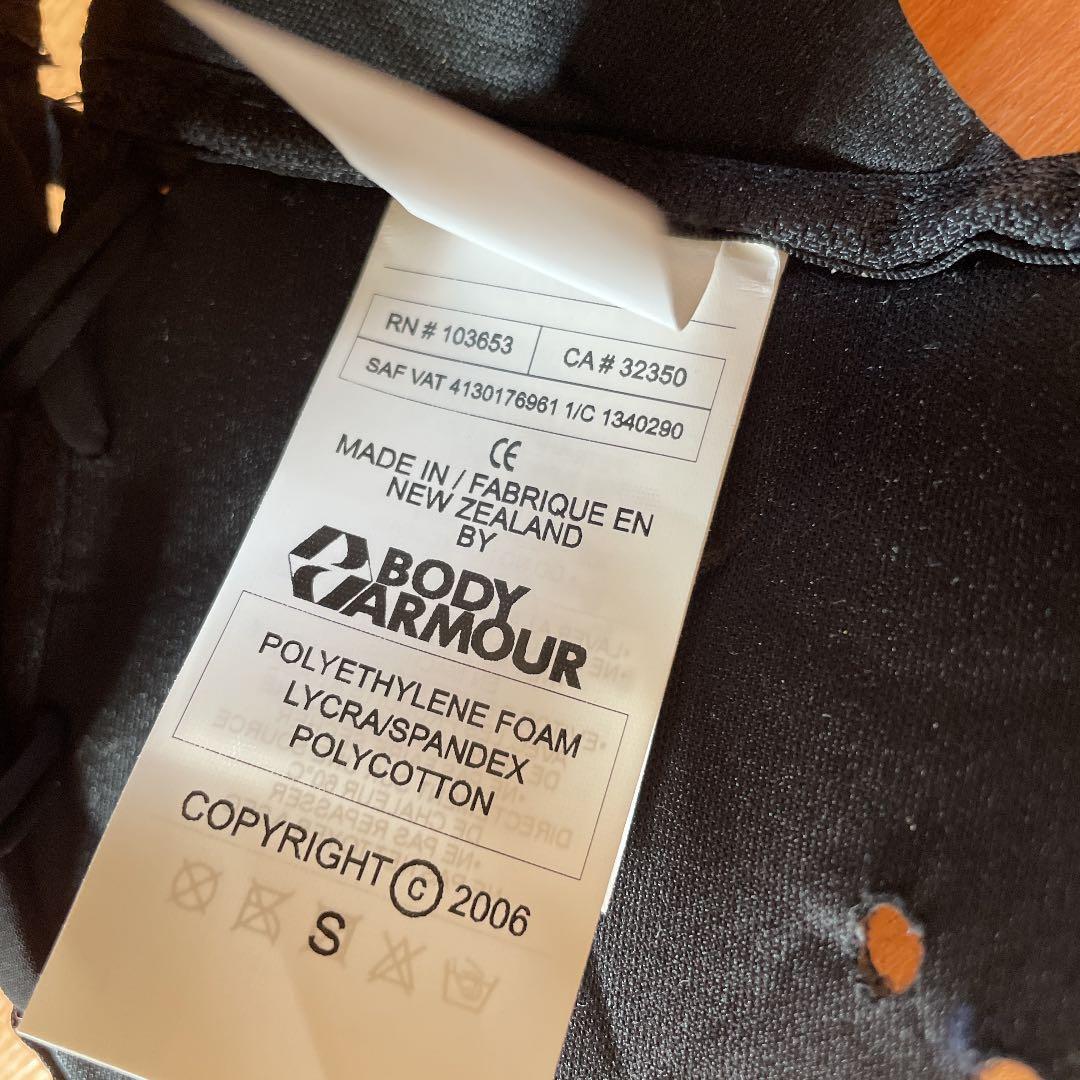 RN # 103653
CA # 32350
SAF VAT 4130176961 1/C 1340290
CE
MADE IN / FABRIQUE EN
NEW ZEALAND
BY
BODY
ARMOUR
POLYETHYLENE FOAM
LYCRA/SPANDEX
POLYCOTTON
COPYRIGHT © 2006
S